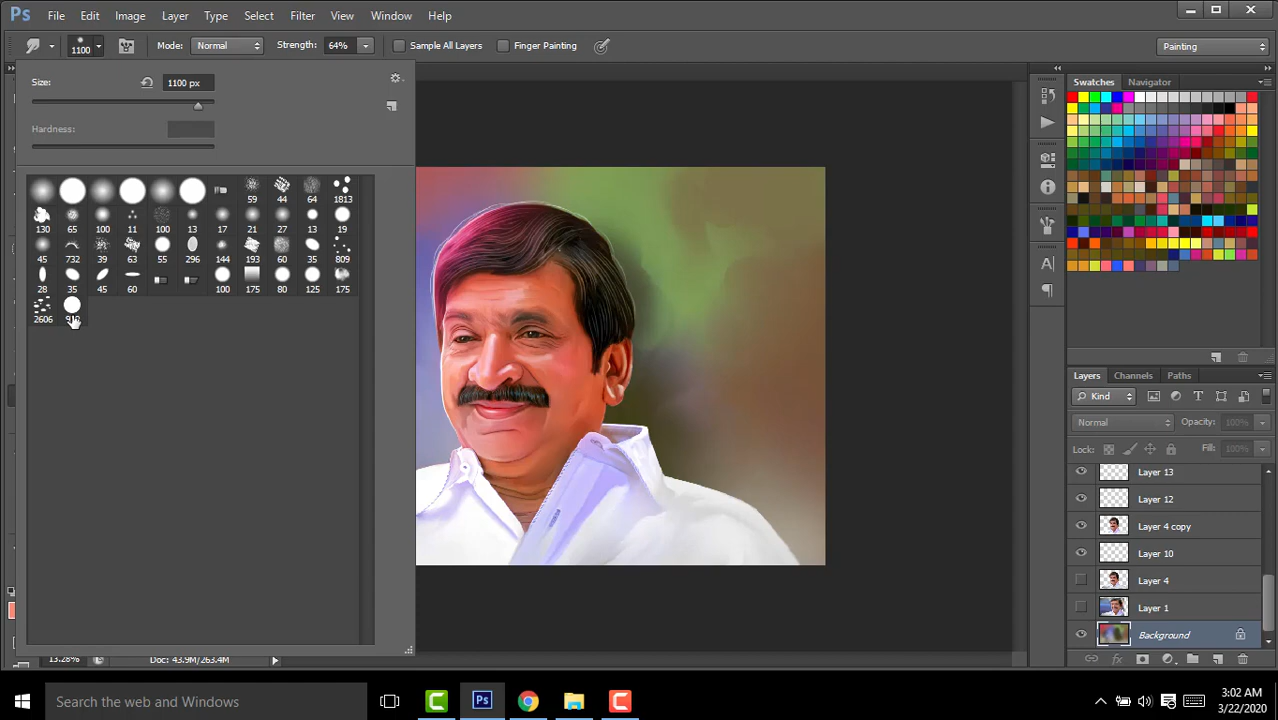 Ps File Edit Image Layer Type Select Filter View Window Help
1100 Mode: Normal Strength: 64% Sample All Layers Finger Painting Painting
Size: 1100 px
Hardness:
59 44 64 1813
130 65 100 11 100 13 17 21 27 13 19
45 732 39 63 55 296 144 193 60 35 809
28 35 45 60 100 175 80 125 175
2606
Swatches Navigator
Layers Channels Paths
Kind
Normal Opacity: 100%
Lock: Fill: 100%
Layer 13
Layer 12
Layer 4 copy
Layer 10
Layer 4
Layer 1
Background
13.28% Doc: 43.9M/263.4M
Search the web and Windows
Ps
3:02 AM
3/22/2020